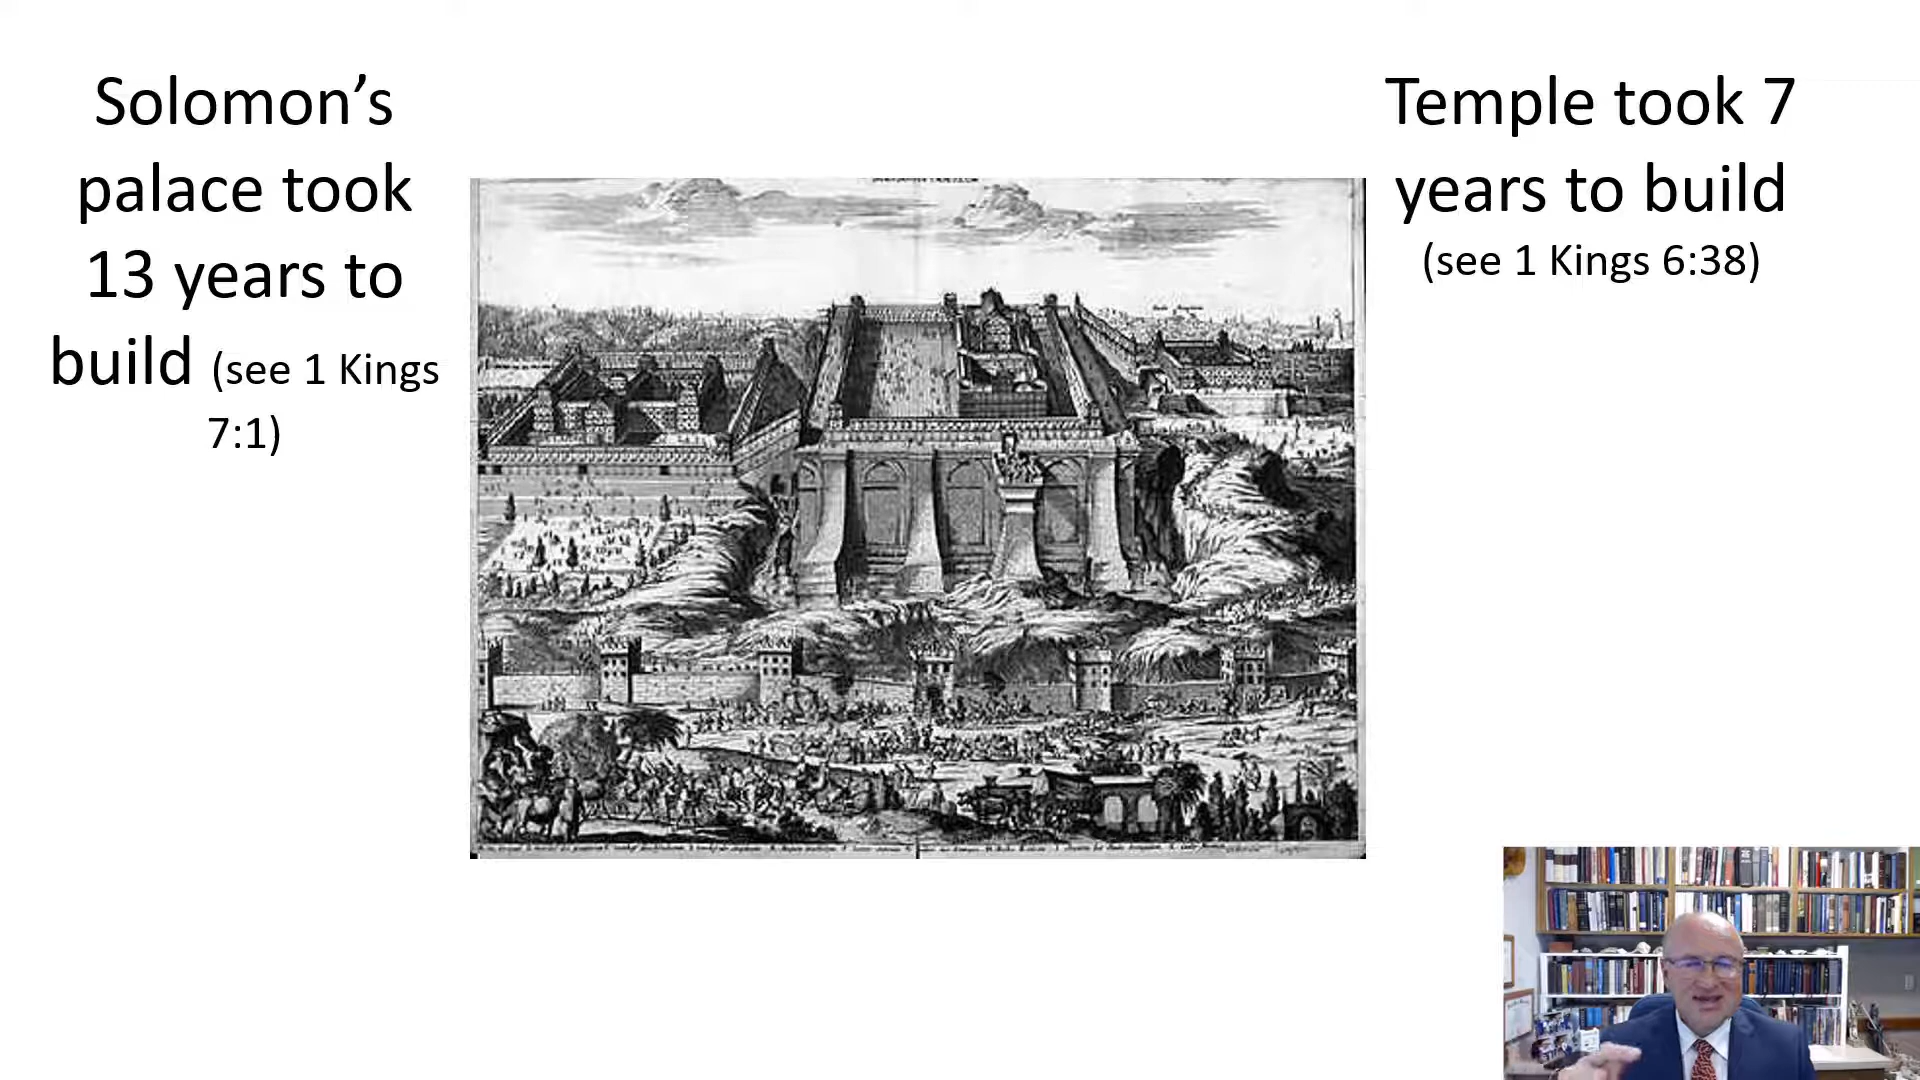 Solomon’s
palace took
13 years to
build (see 1 Kings
7:1)
Temple took 7
years to build
(see 1 Kings 6:38)